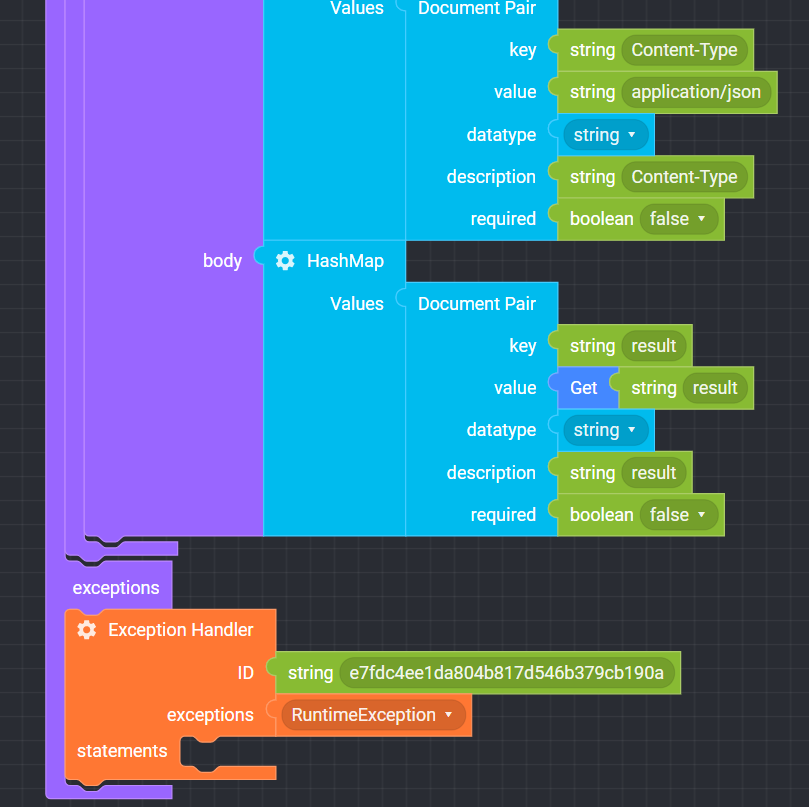 Values Document Pair
key string Content-Type
value string application/json
datatype string
description string Content-Type
required boolean false
body HashMap
Values Document Pair
key string result
value Get string result
datatype string
description string result
required boolean false
exceptions
Exception Handler
ID string e7fdc4ee1da804b817d546b379cb190a
exceptions RuntimeException
statements